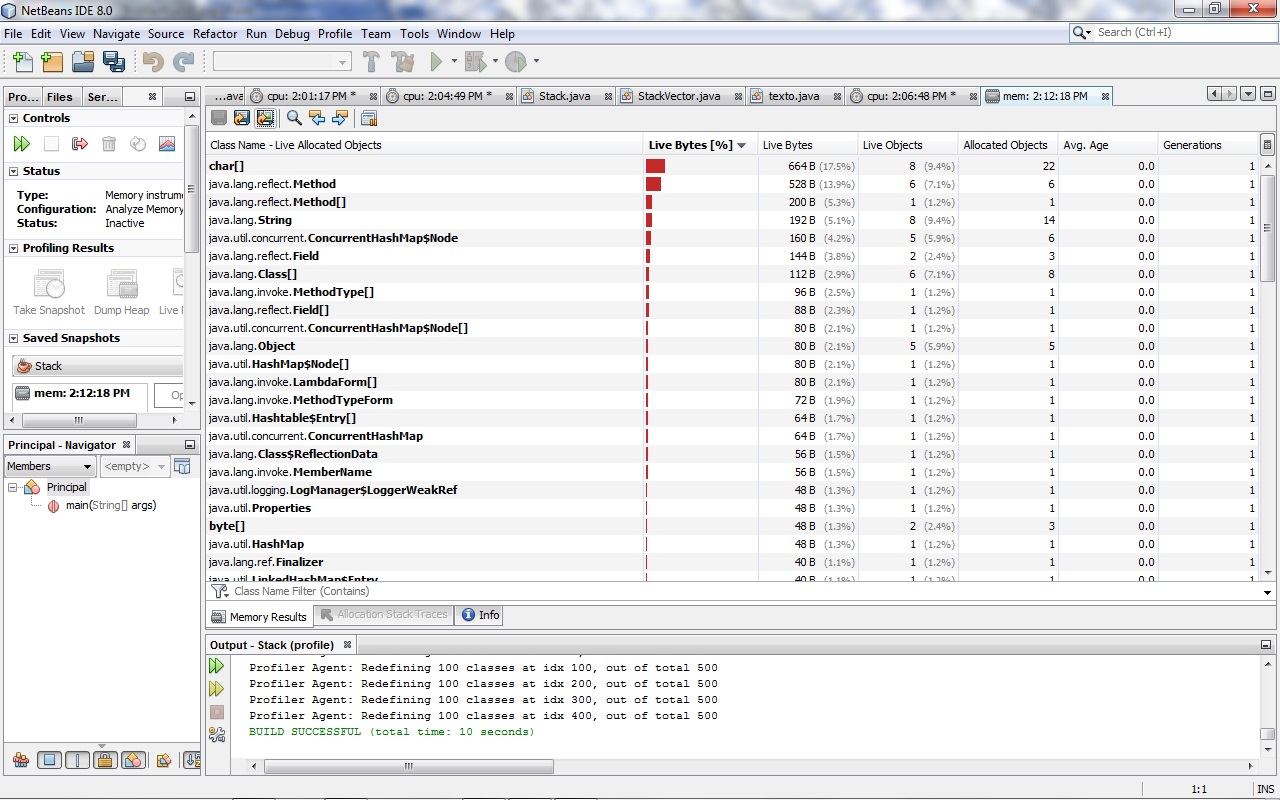 NetBeans IDE 8.0
File Edit View Navigate Source Refactor Run Debug Profile Team Tools Window Help
Search (Ctrl+I)
Pro... Files Ser...
...ava cpu: 2:01:17 PM * cpu: 2:04:49 PM * Stack.java StackVector.java texto.java cpu: 2:06:48 PM * mem: 2:12:18 PM
Controls
Status
Type: Memory instrum
Configuration: Analyze Memory
Status: Inactive
Profiling Results
Take Snapshot Dump Heap Live
Saved Snapshots
Stack
mem: 2:12:18 PM
Op
Principal - Navigator
Members <empty>
Principal
main(String[] args)
Class Name - Live Allocated Objects Live Bytes [%] Live Bytes Live Objects Allocated Objects Avg. Age Generations
char[] 664 B (17.5%) 8 (9.4%) 22 0.0 1
java.lang.reflect.Method 528 B (13.9%) 6 (7.1%) 6 0.0 1
java.lang.reflect.Method[] 200 B (5.3%) 1 (1.2%) 1 0.0 1
java.lang.String 192 B (5.1%) 8 (9.4%) 14 0.0 1
java.util.concurrent.ConcurrentHashMap$Node 160 B (4.2%) 5 (5.9%) 6 0.0 1
java.lang.reflect.Field 144 B (3.8%) 2 (2.4%) 3 0.0 1
java.lang.Class[] 112 B (2.9%) 6 (7.1%) 8 0.0 1
java.lang.invoke.MethodType[] 96 B (2.5%) 1 (1.2%) 1 0.0 1
java.lang.reflect.Field[] 88 B (2.3%) 1 (1.2%) 1 0.0 1
java.util.concurrent.ConcurrentHashMap$Node[] 80 B (2.1%) 1 (1.2%) 1 0.0 1
java.lang.Object 80 B (2.1%) 5 (5.9%) 5 0.0 1
java.util.HashMap$Node[] 80 B (2.1%) 1 (1.2%) 1 0.0 1
java.lang.invoke.LambdaForm[] 80 B (2.1%) 1 (1.2%) 1 0.0 1
java.lang.invoke.MethodTypeForm 72 B (1.9%) 1 (1.2%) 1 0.0 1
java.util.Hashtable$Entry[] 64 B (1.7%) 1 (1.2%) 1 0.0 1
java.util.concurrent.ConcurrentHashMap 64 B (1.7%) 1 (1.2%) 1 0.0 1
java.lang.Class$ReflectionData 56 B (1.5%) 1 (1.2%) 1 0.0 1
java.lang.invoke.MemberName 56 B (1.5%) 1 (1.2%) 1 0.0 1
java.util.logging.LogManager$LoggerWeakRef 48 B (1.3%) 1 (1.2%) 1 0.0 1
java.util.Properties 48 B (1.3%) 1 (1.2%) 1 0.0 1
byte[] 48 B (1.3%) 2 (2.4%) 3 0.0 1
java.util.HashMap 48 B (1.3%) 1 (1.2%) 1 0.0 1
java.lang.ref.Finalizer 40 B (1.1%) 1 (1.2%) 1 0.0 1
java.util.LinkedHashMap$Entry 40 B (1.1%) 1 (1.2%) 1 0.0 1
Class Name Filter (Contains)
Memory Results Allocation Stack Traces Info
Output - Stack (profile)
Profiler Agent: Redefining 100 classes at idx 100, out of total 500
Profiler Agent: Redefining 100 classes at idx 200, out of total 500
Profiler Agent: Redefining 100 classes at idx 300, out of total 500
Profiler Agent: Redefining 100 classes at idx 400, out of total 500
BUILD SUCCESSFUL (total time: 10 seconds)
1:1 INS